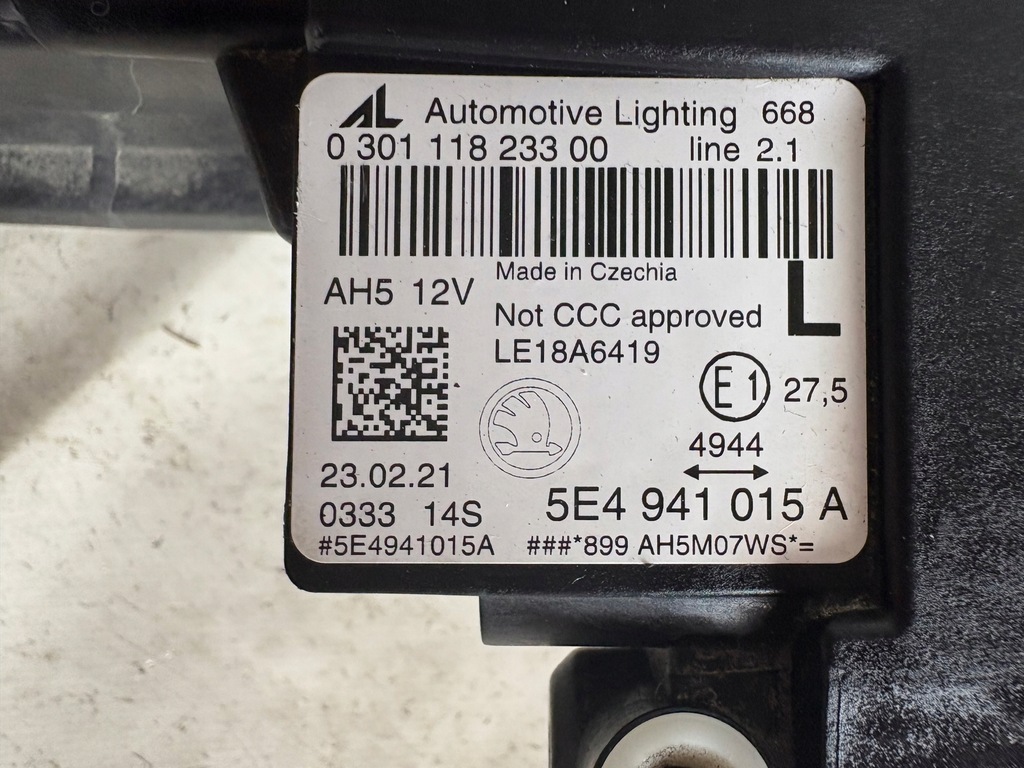 AL Automotive Lighting 668
0 301 118 233 00 line 2.1
Made in Czechia
AH5 12V
L
Not CCC approved
LE18A6419
E1 27,5
4944
23.02.21
5E4 941 015 A
0333 14S
#5E4941015A ###*899 AH5M07WS*=